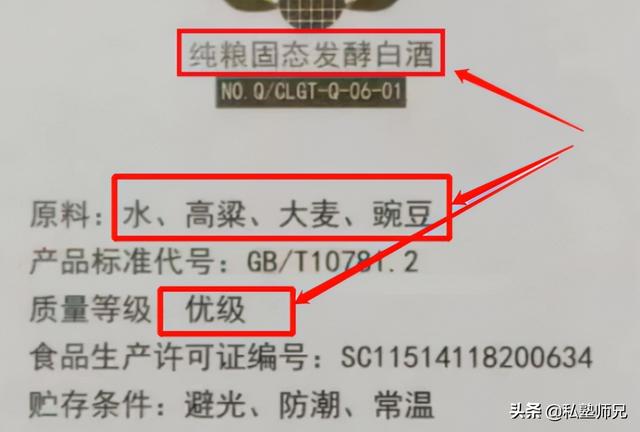 纯粮固态发酵白酒
NO.Q/CLGT-Q-06-01
原料：水、高粱、大麦、豌豆
产品标准代号：GB/T10781.2
质量等级 优级
食品生产许可证编号：SC11514118200634
贮存条件：避光、防潮、常温
头条 @私塾师兄